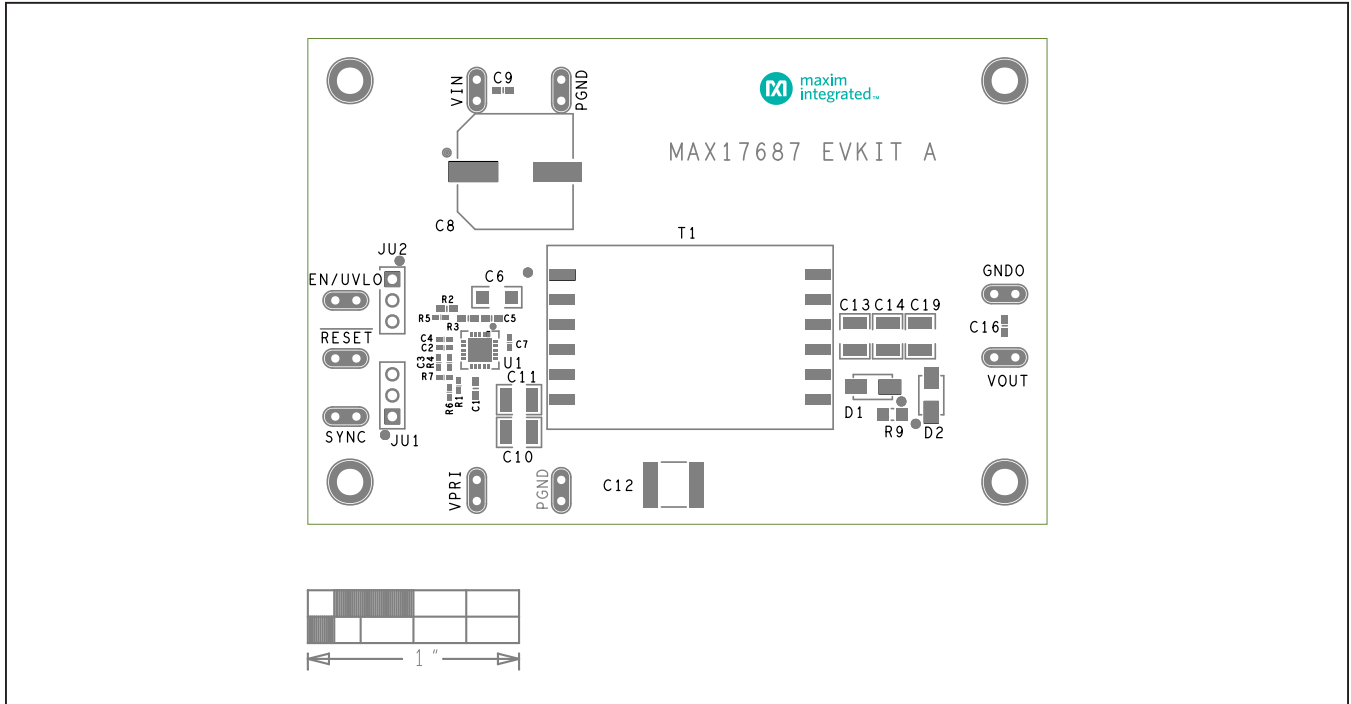 VIN
C9
PGND
maxim
integrated™
MAX17687 EVKIT A
C8
T1
JU2
EN/UVLO
C6
GNDO
R2
R5
R3
C5
C13
C14
C19
C16
RESET
C4
C2
C3
R4
C7
U1
R7
C11
VOUT
R6
R1
C1
D1
R9
D2
SYNC
JU1
C10
VPRI
PGND
C12
1"